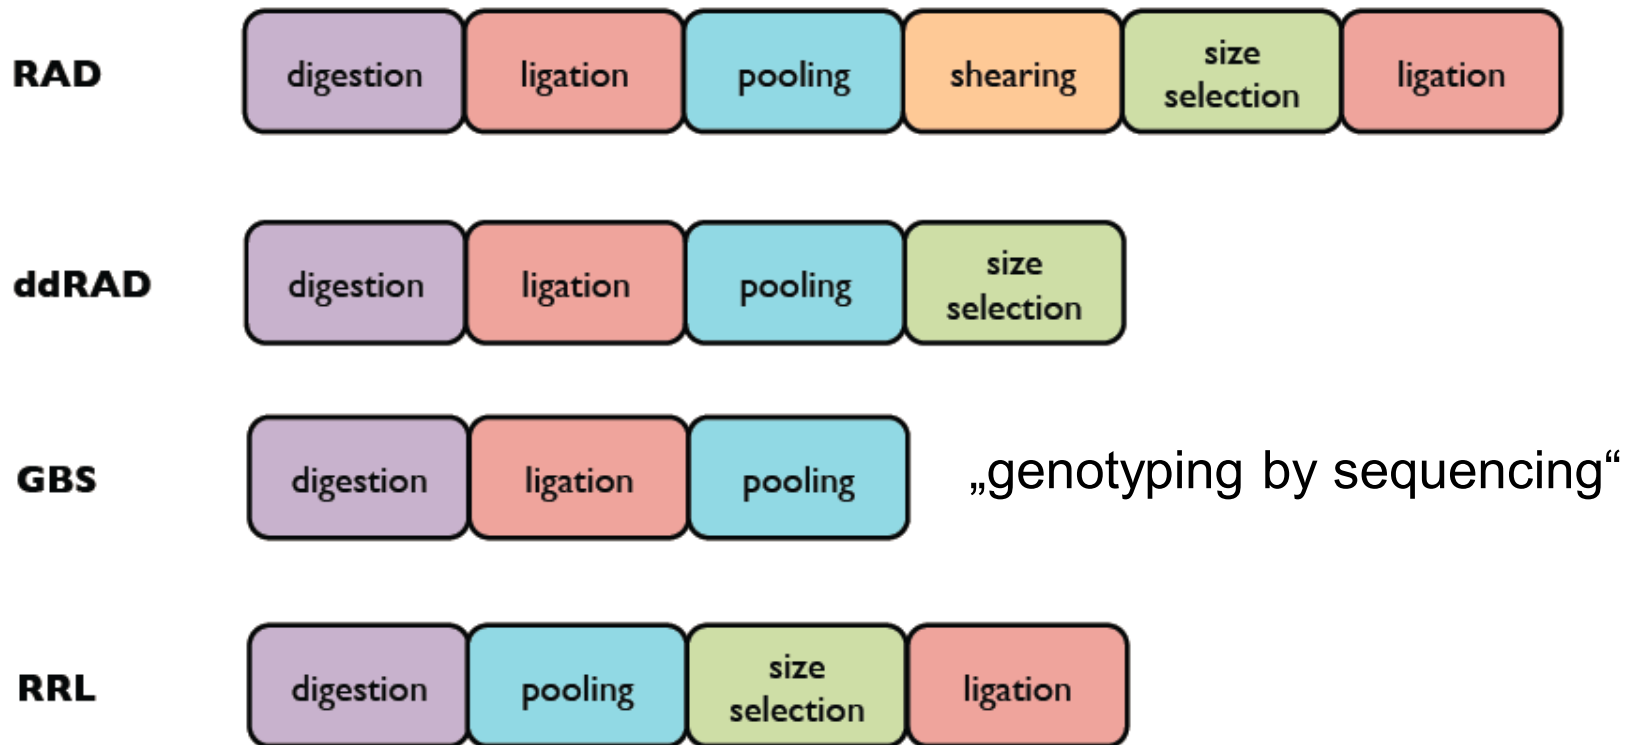 RAD digestion ligation pooling shearing size selection ligation
ddRAD digestion ligation pooling size selection
GBS digestion ligation pooling „genotyping by sequencing“
RRL digestion pooling size selection ligation